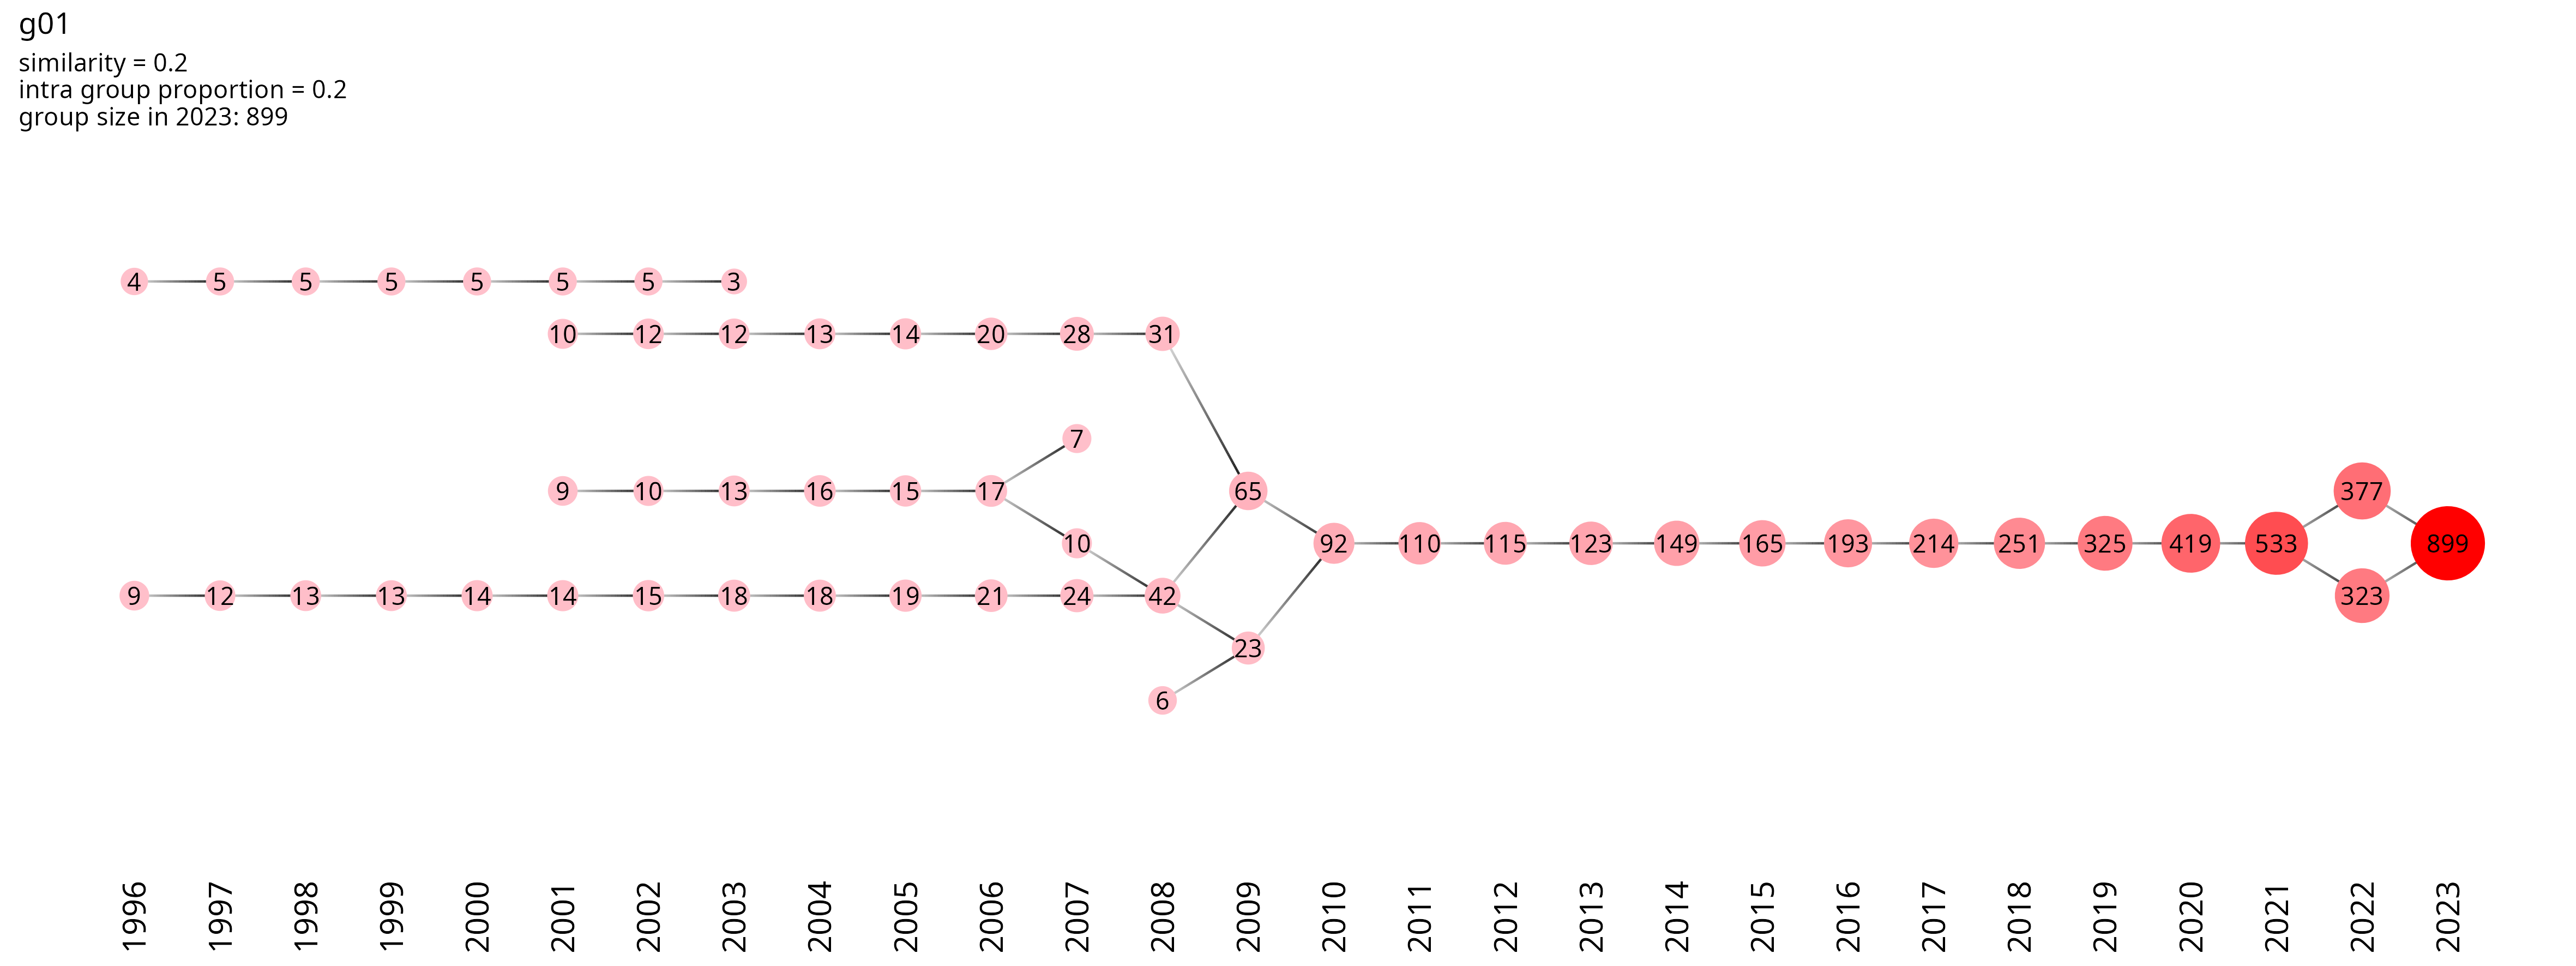 g01
similarity = 0.2
intra group proportion = 0.2
group size in 2023: 899
4 5 5 5 5 5 5 3
10 12 12 13 14 20 28 31
7
9 10 13 16 15 17 65 377
10 92 110 115 123 149 165 193 214 251 325 419 533 899
9 12 13 13 14 14 15 18 18 19 21 24 42 323
23
6
1996 1997 1998 1999 2000 2001 2002 2003 2004 2005 2006 2007 2008 2009 2010 2011 2012 2013 2014 2015 2016 2017 2018 2019 2020 2021 2022 2023